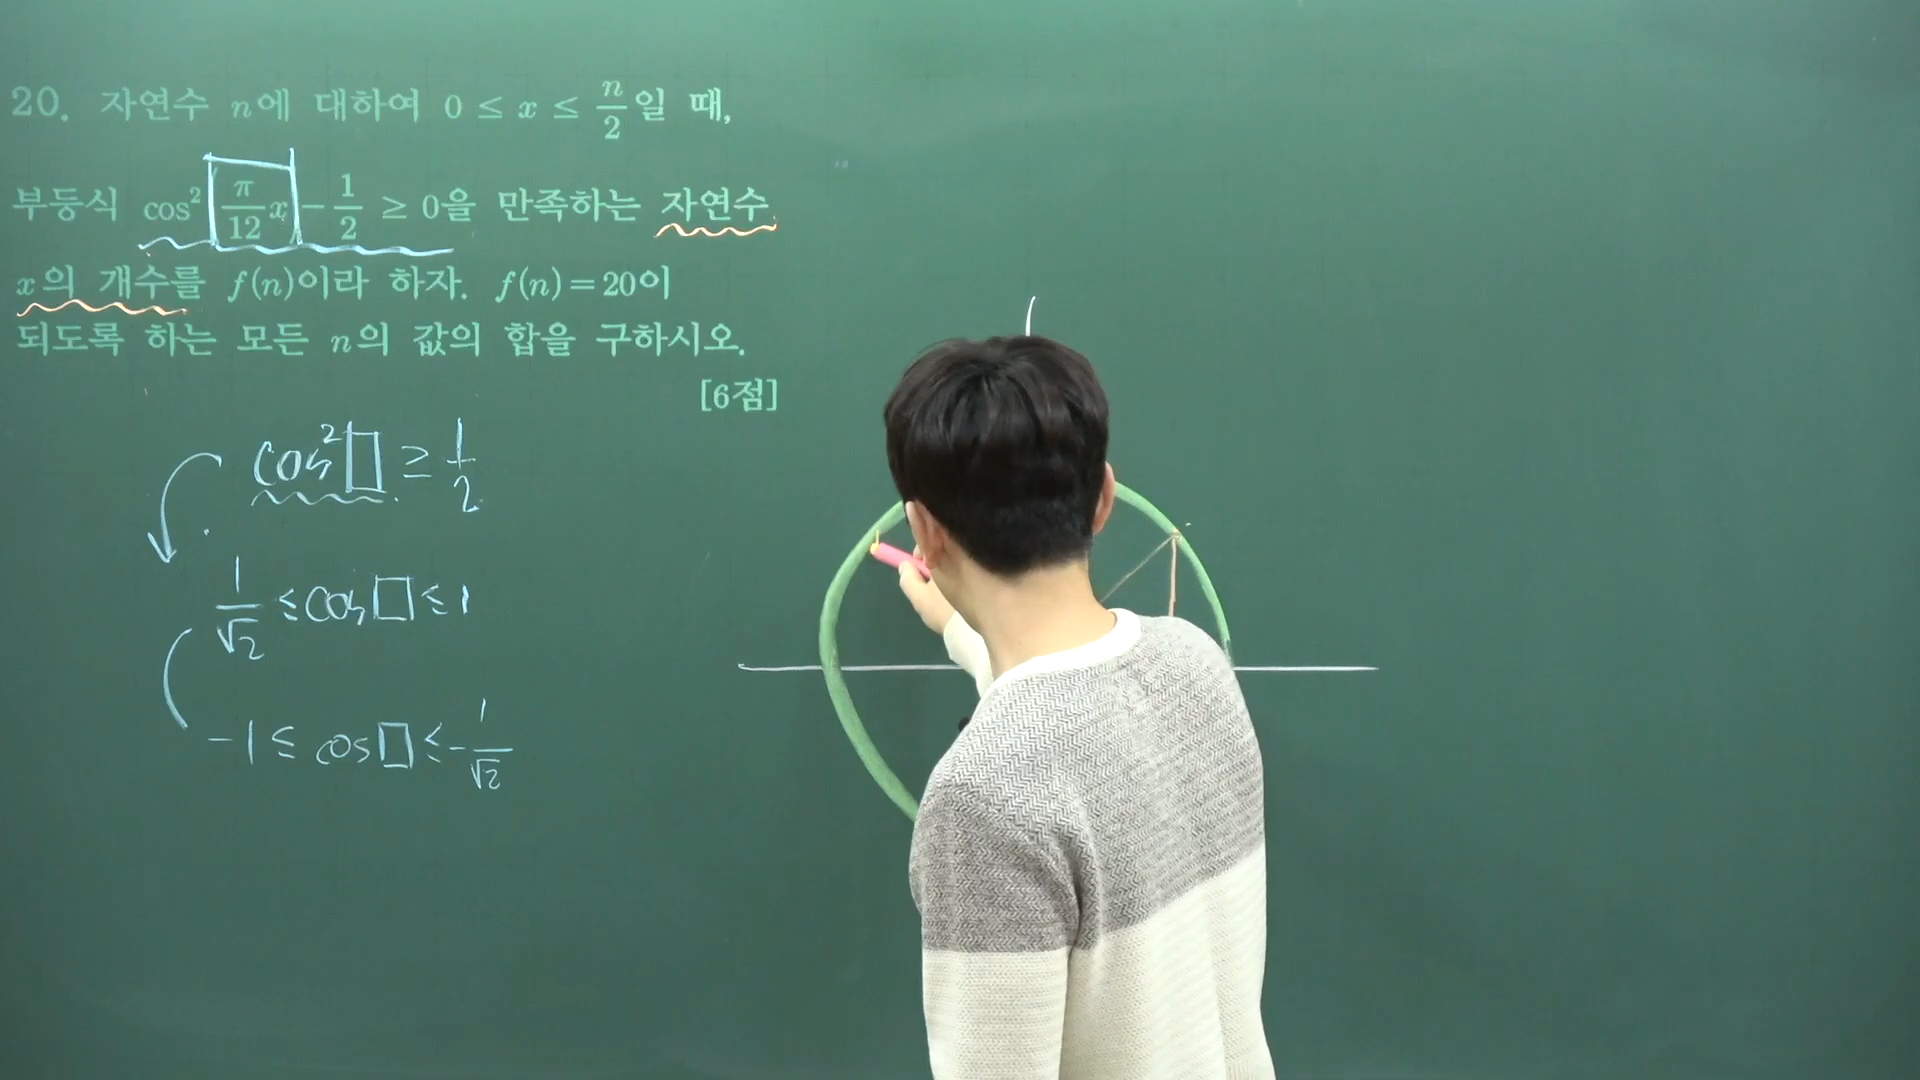 20. 자연수 n에 대하여 0 ≤ x ≤ n/2일 때,
부등식 cos²(π/12 x) − 1/2 ≥ 0을 만족하는 자연수
x의 개수를 f(n)이라 하자. f(n)=20이
되도록 하는 모든 n의 값의 합을 구하시오.
[6점]
cos²□ ≥ 1/2
1/√2 ≤ cos□ ≤ 1
−1 ≤ cos□ ≤ −1/√2